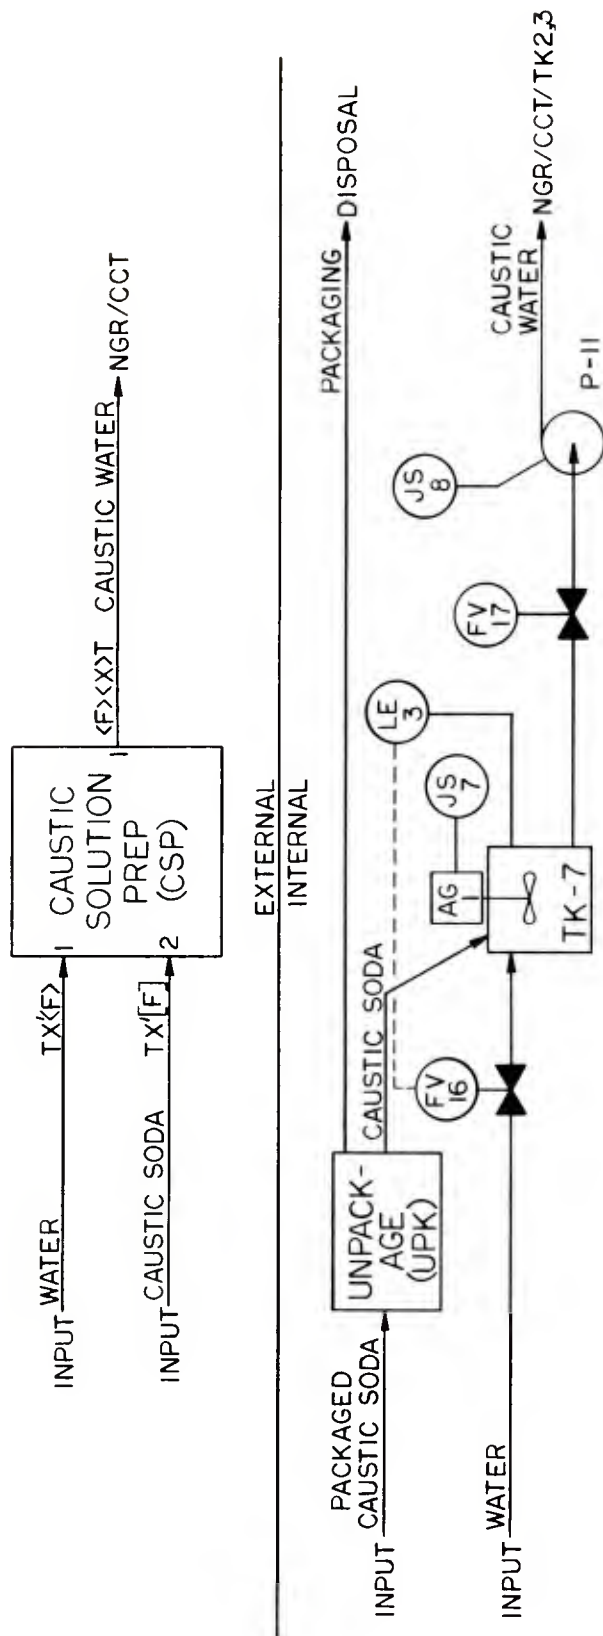 INPUT WATER
TX'<F>
INPUT CAUSTIC SODA
TX'[F]
1
2
CAUSTIC
SOLUTION
PREP
(CSP)
1
<F><X>T CAUSTIC WATER
NGR/CCT
EXTERNAL
INTERNAL
INPUT
PACKAGED
CAUSTIC SODA
UNPACK-
AGE
(UPK)
PACKAGING
DISPOSAL
CAUSTIC SODA
INPUT WATER
FV
16
AG
1
JS
7
LE
3
TK-7
FV
17
JS
8
P-11
CAUSTIC
WATER
NGR/CCT/TK2,3